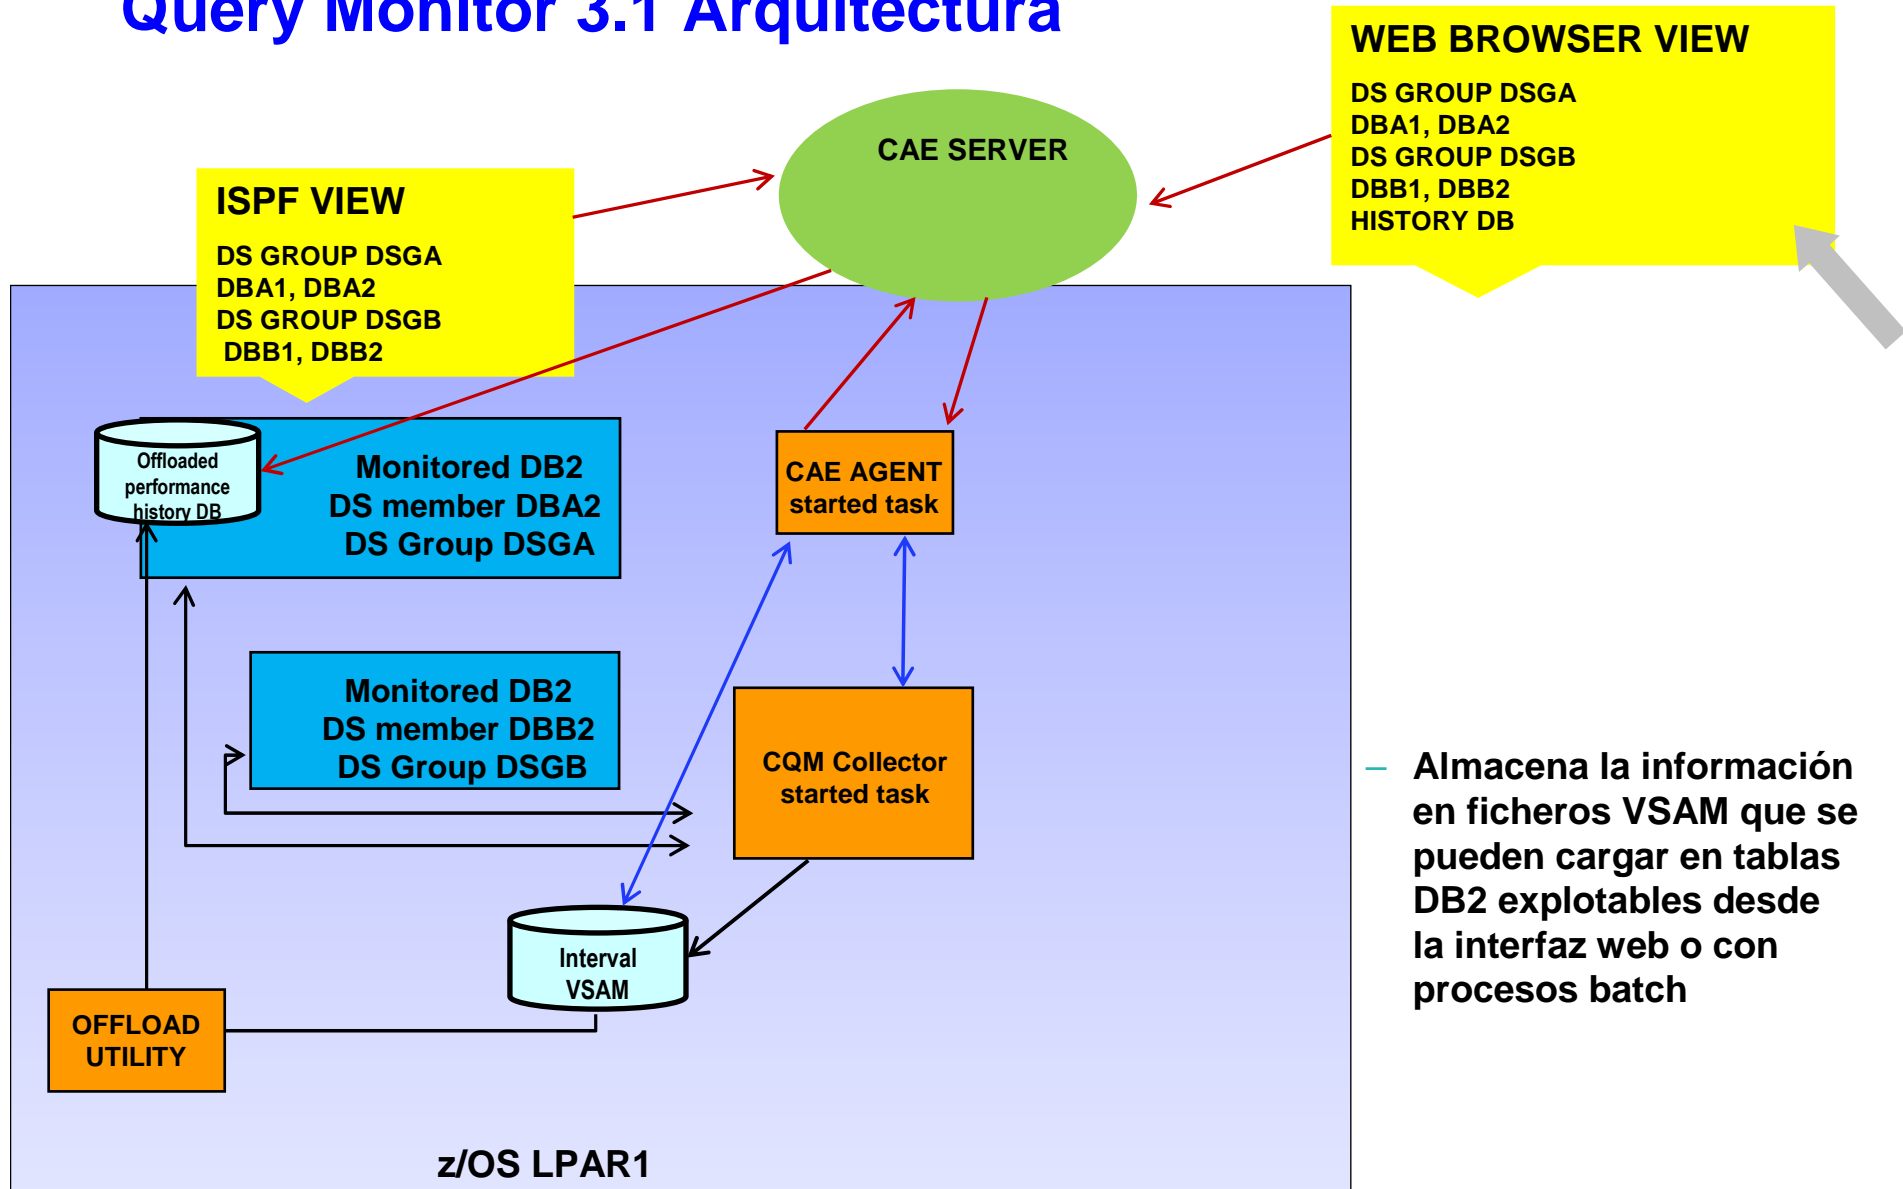 Query Monitor 3.1 Arquitectura
WEB BROWSER VIEW
DS GROUP DSGA
DBA1, DBA2
DS GROUP DSGB
DBB1, DBB2
HISTORY DB
CAE SERVER
ISPF VIEW
DS GROUP DSGA
DBA1, DBA2
DS GROUP DSGB
DBB1, DBB2
Offloaded
performance
history DB
Monitored DB2
DS member DBA2
DS Group DSGA
CAE AGENT
started task
Monitored DB2
DS member DBB2
DS Group DSGB
CQM Collector
started task
– Almacena la información
en ficheros VSAM que se
pueden cargar en tablas
DB2 explotables desde
la interfaz web o con
procesos batch
Interval
VSAM
OFFLOAD
UTILITY
z/OS LPAR1